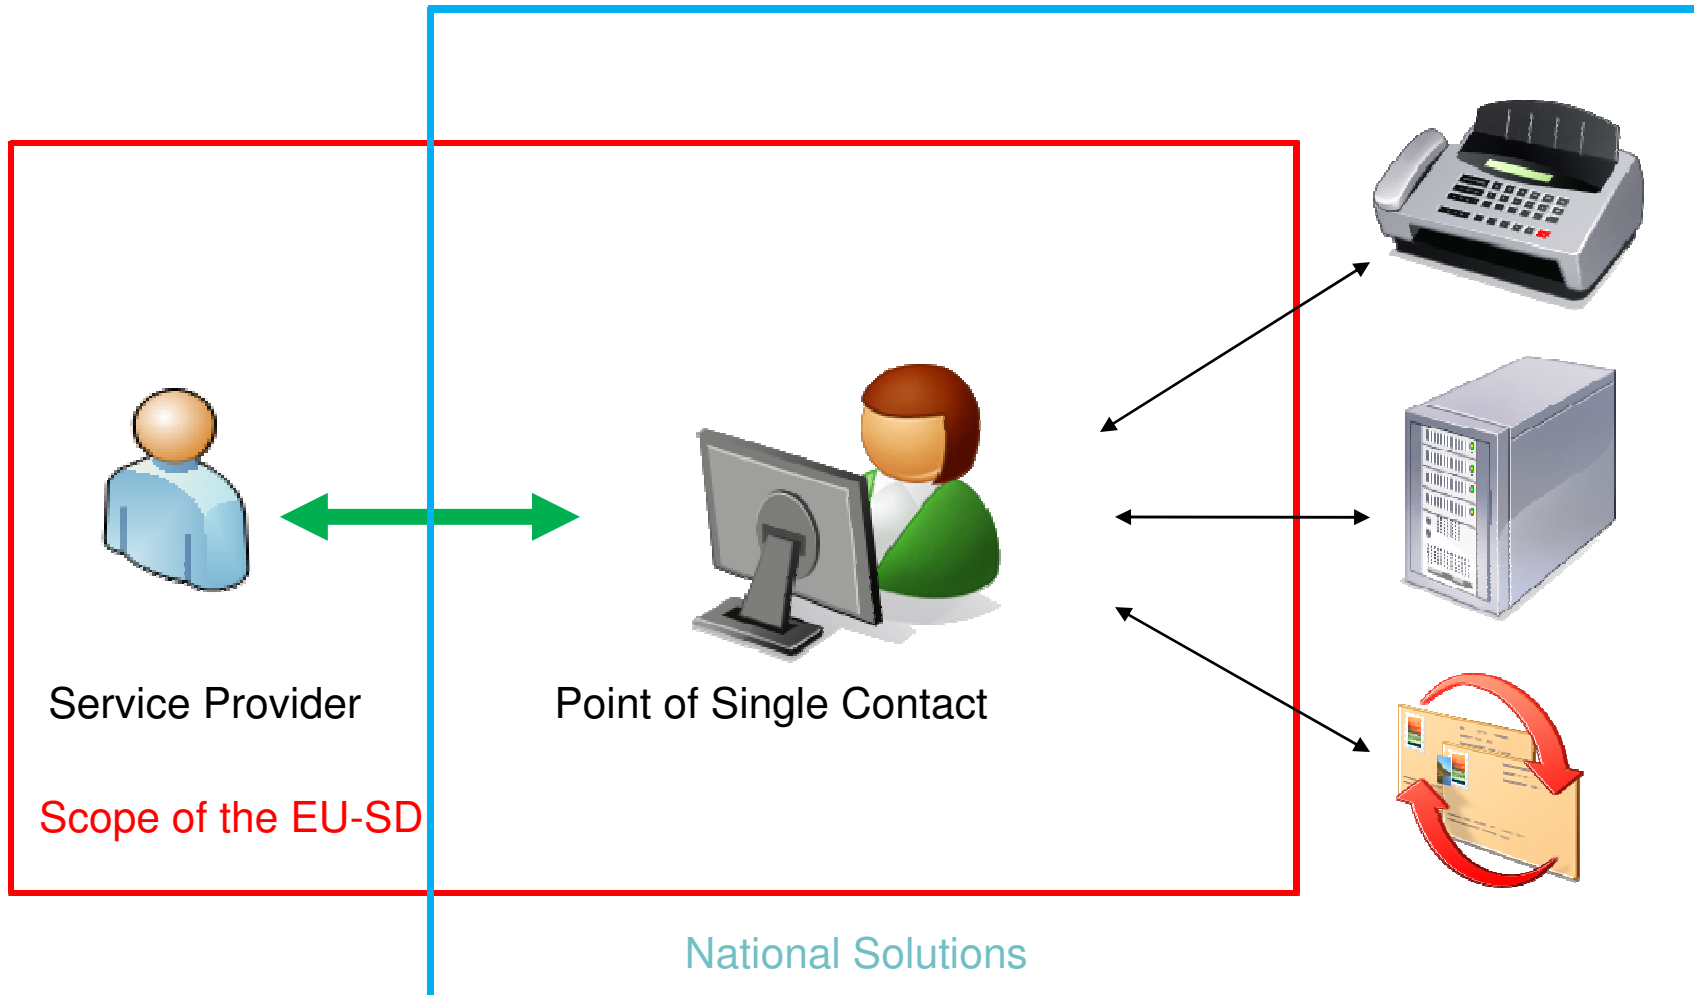 Service Provider
Point of Single Contact
Scope of the EU-SD
National Solutions